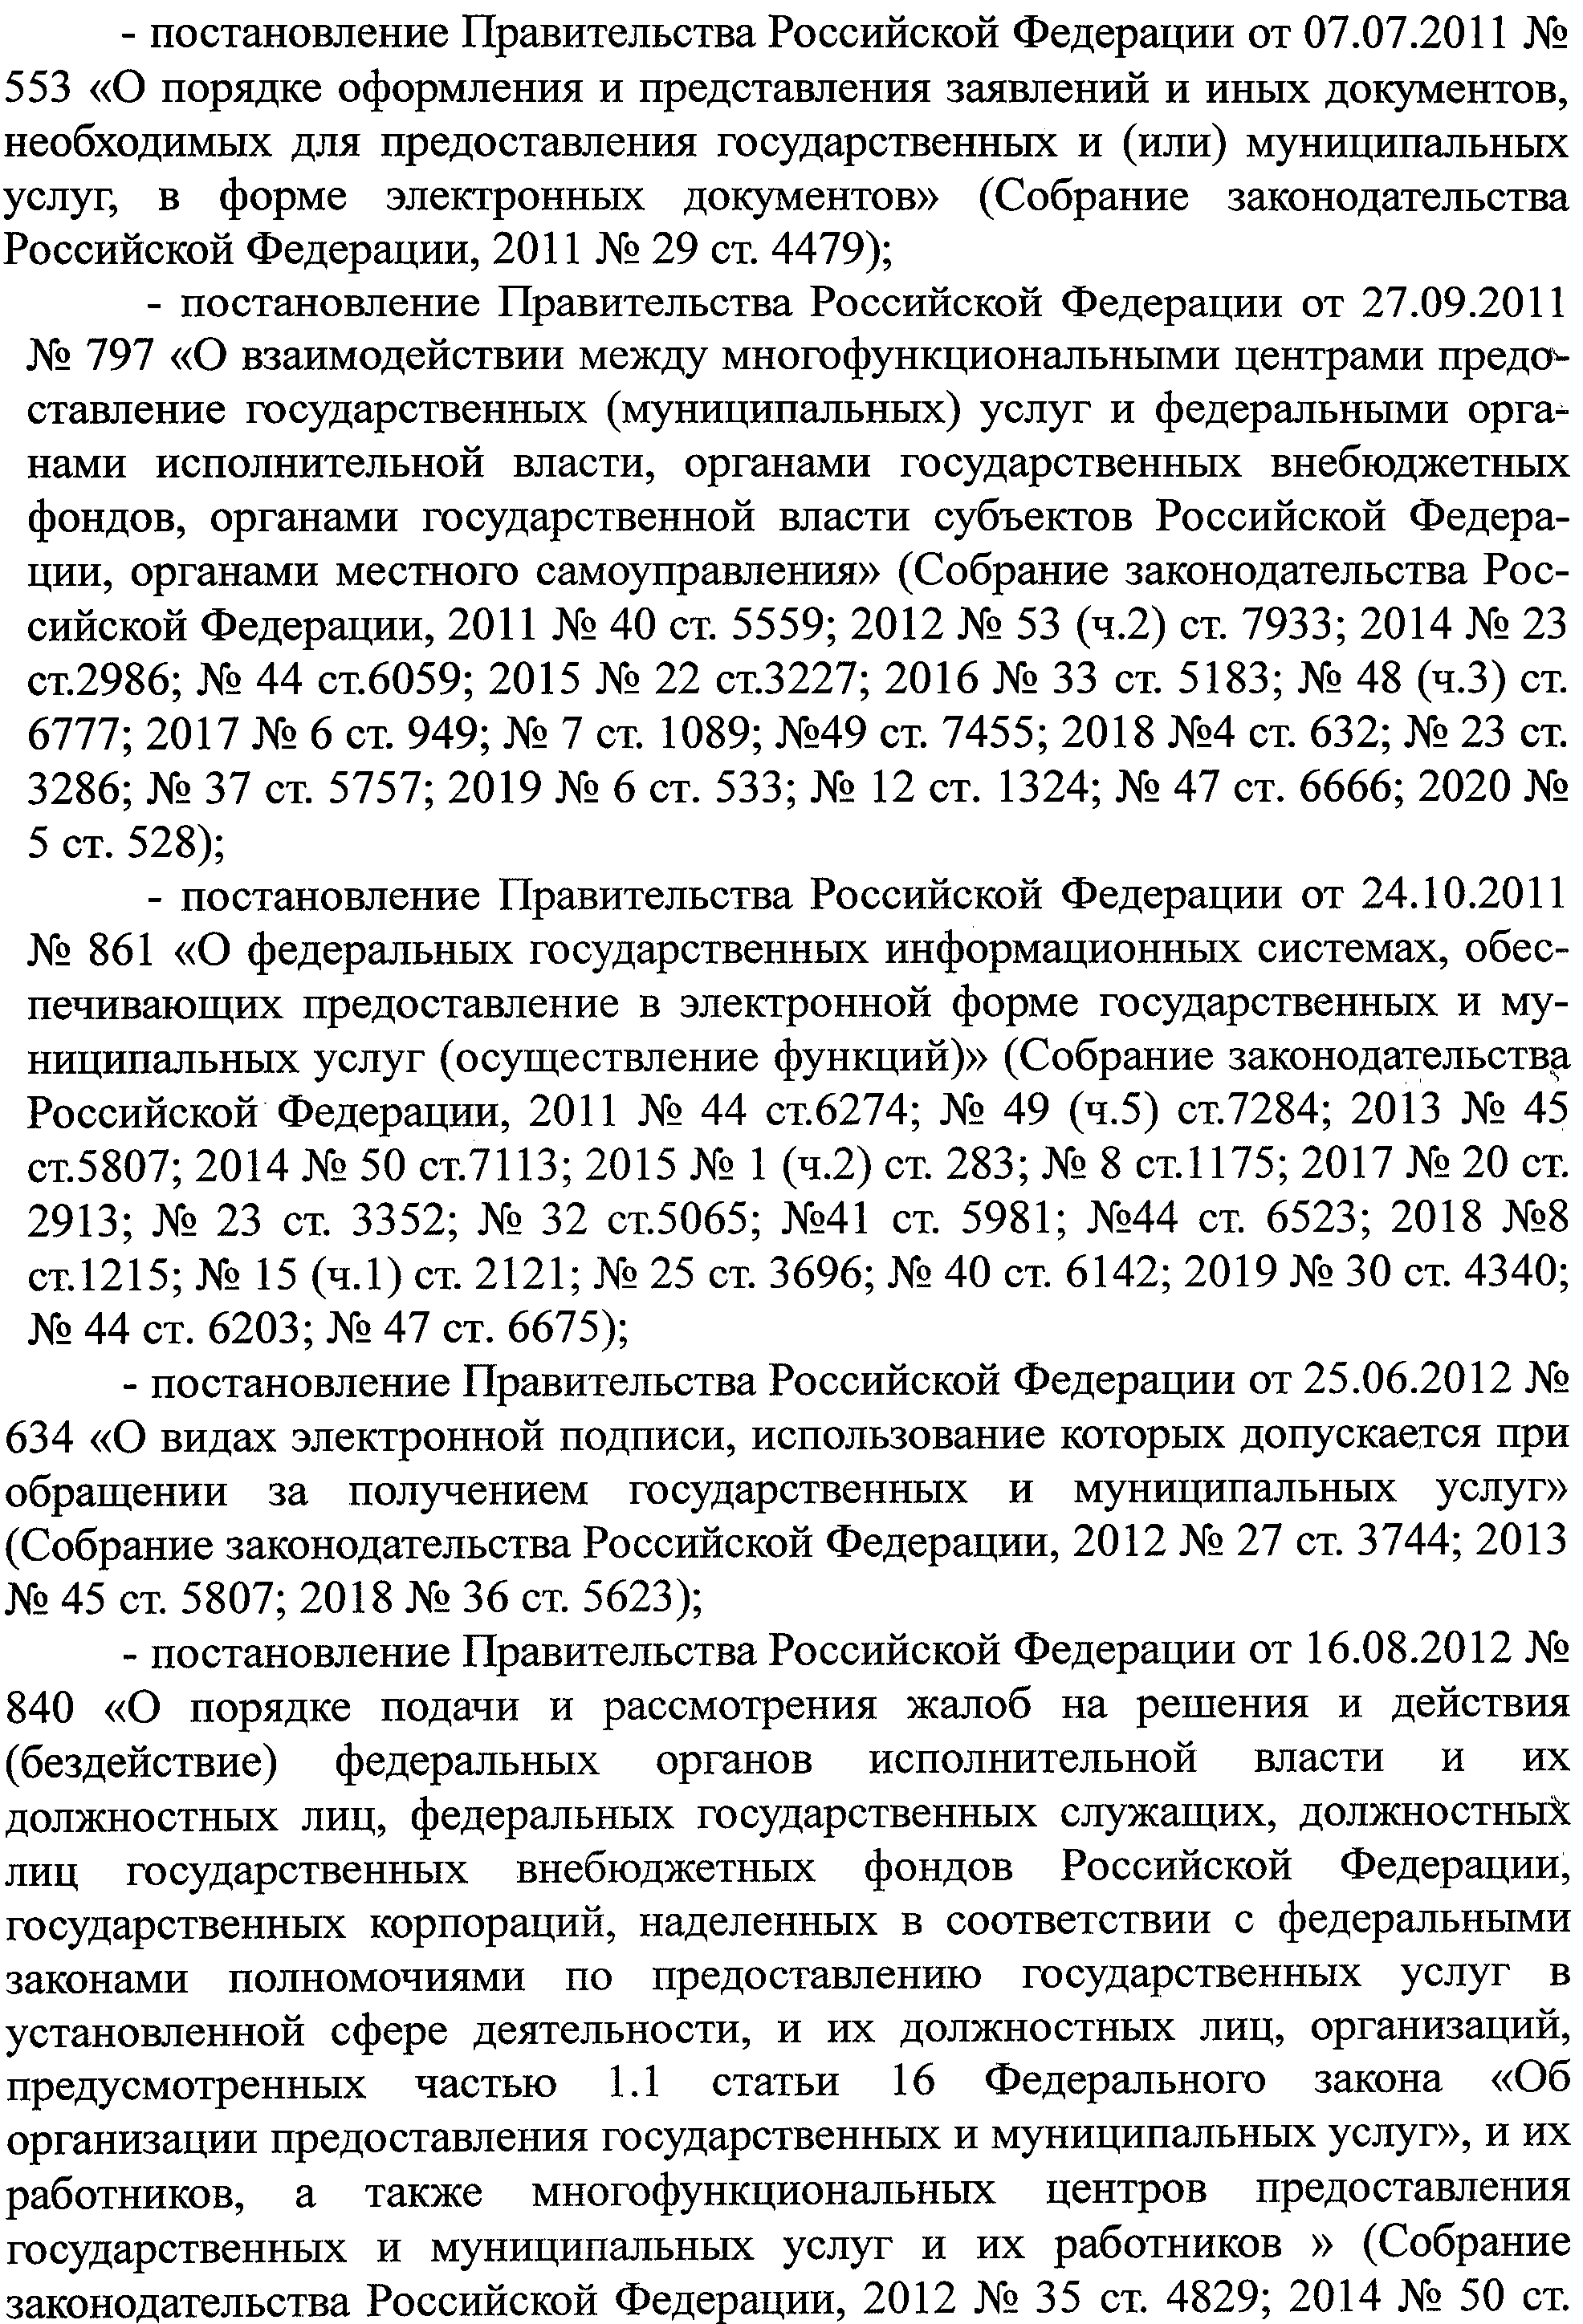 - постановление Правительства Российской Федерации от 07.07.2011 №
553 «О порядке оформления и представления заявлений и иных документов,
необходимых для предоставления государственных и (или) муниципальных
услуг, в форме электронных документов» (Собрание законодательства
Российской Федерации, 2011 № 29 ст. 4479);
- постановление Правительства Российской Федерации от 27.09.2011
№ 797 «О взаимодействии между многофункциональными центрами предо-
ставление государственных (муниципальных) услуг и федеральными орга-
нами исполнительной власти, органами государственных внебюджетных
фондов, органами государственной власти субъектов Российской Федера-
ции, органами местного самоуправления» (Собрание законодательства Рос-
сийской Федерации, 2011 № 40 ст. 5559; 2012 № 53 (ч.2) ст. 7933; 2014 № 23
ст.2986; № 44 ст.6059; 2015 № 22 ст.3227; 2016 № 33 ст. 5183; № 48 (ч.3) ст.
6777; 2017 № 6 ст. 949; № 7 ст. 1089; №49 ст. 7455; 2018 №4 ст. 632; № 23 ст.
3286; № 37 ст. 5757; 2019 № 6 ст. 533; № 12 ст. 1324; № 47 ст. 6666; 2020 №
5 ст. 528);
- постановление Правительства Российской Федерации от 24.10.2011
№ 861 «О федеральных государственных информационных системах, обес-
печивающих предоставление в электронной форме государственных и му-
ниципальных услуг (осуществление функций)» (Собрание законодательства
Российской Федерации, 2011 № 44 ст.6274; № 49 (ч.5) ст.7284; 2013 № 45
ст.5807; 2014 № 50 ст.7113; 2015 № 1 (ч.2) ст. 283; № 8 ст.1175; 2017 № 20 ст.
2913; № 23 ст. 3352; № 32 ст.5065; №41 ст. 5981; №44 ст. 6523; 2018 №8
ст.1215; № 15 (ч.1) ст. 2121; № 25 ст. 3696; № 40 ст. 6142; 2019 № 30 ст. 4340;
№ 44 ст. 6203; № 47 ст. 6675);
- постановление Правительства Российской Федерации от 25.06.2012 №
634 «О видах электронной подписи, использование которых допускается при
обращении за получением государственных и муниципальных услуг»
(Собрание законодательства Российской Федерации, 2012 № 27 ст. 3744; 2013
№ 45 ст. 5807; 2018 № 36 ст. 5623);
- постановление Правительства Российской Федерации от 16.08.2012 №
840 «О порядке подачи и рассмотрения жалоб на решения и действия
(бездействие) федеральных органов исполнительной власти и их
должностных лиц, федеральных государственных служащих, должностных
лиц государственных внебюджетных фондов Российской Федерации,
государственных корпораций, наделенных в соответствии с федеральными
законами полномочиями по предоставлению государственных услуг в
установленной сфере деятельности, и их должностных лиц, организаций,
предусмотренных частью 1.1 статьи 16 Федерального закона «Об
организации предоставления государственных и муниципальных услуг», и их
работников, а также многофункциональных центров предоставления
государственных и муниципальных услуг и их работников » (Собрание
законодательства Российской Федерации, 2012 № 35 ст. 4829; 2014 № 50 ст.